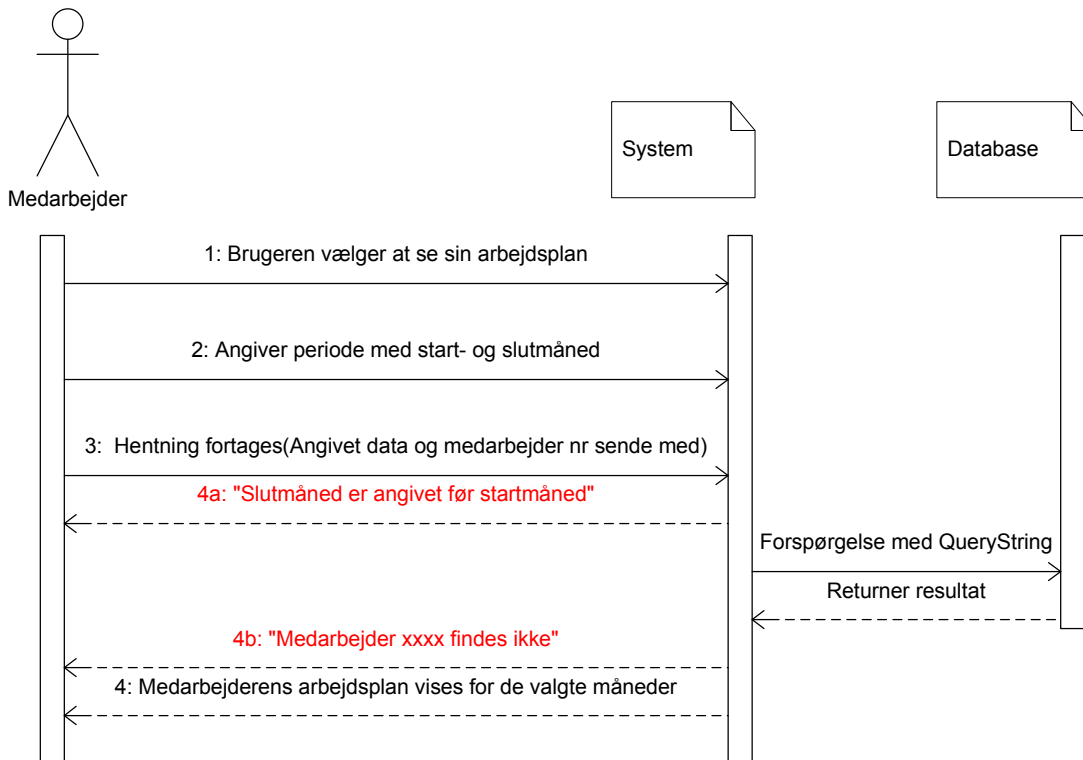 Medarbejder
System
Database
1: Brugeren vælger at se sin arbejdsplan
2: Angiver periode med start- og slutmåned
3:  Hentning fortages(Angivet data og medarbejder nr sende med)
4a: "Slutmåned er angivet før startmåned"
Forspørgelse med QueryString
Returner resultat
4b: "Medarbejder xxxx findes ikke"
4: Medarbejderens arbejdsplan vises for de valgte måneder